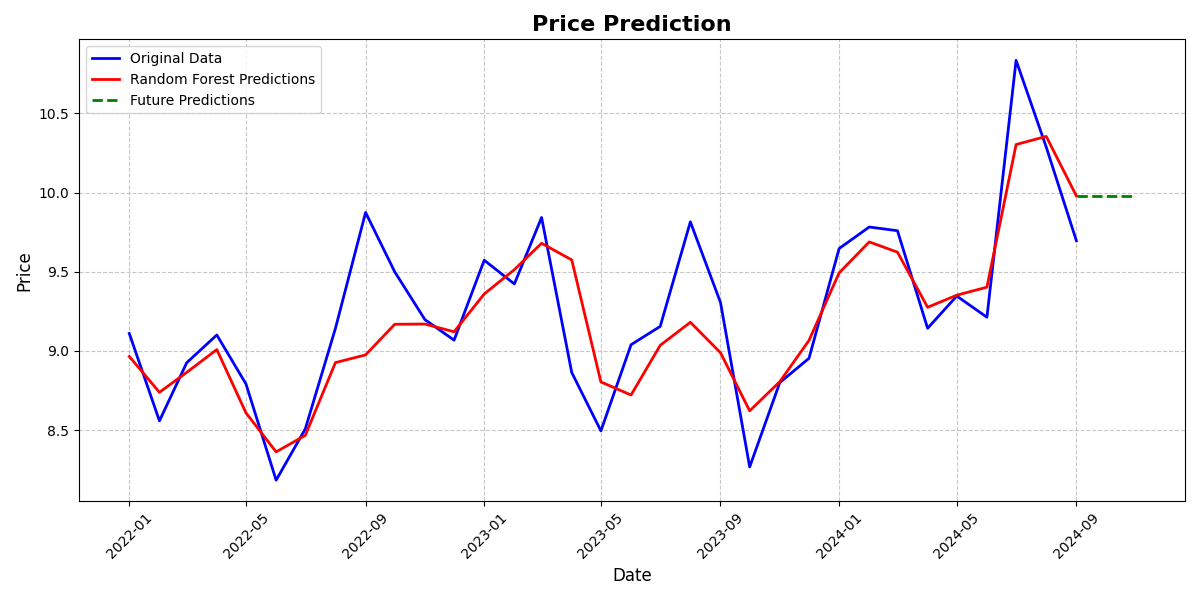 Price Prediction
Original Data
Random Forest Predictions
Future Predictions
Price
10.5
10.0
9.5
9.0
8.5
2022-01
2022-05
2022-09
2023-01
2023-05
2023-09
2024-01
2024-05
2024-09
Date